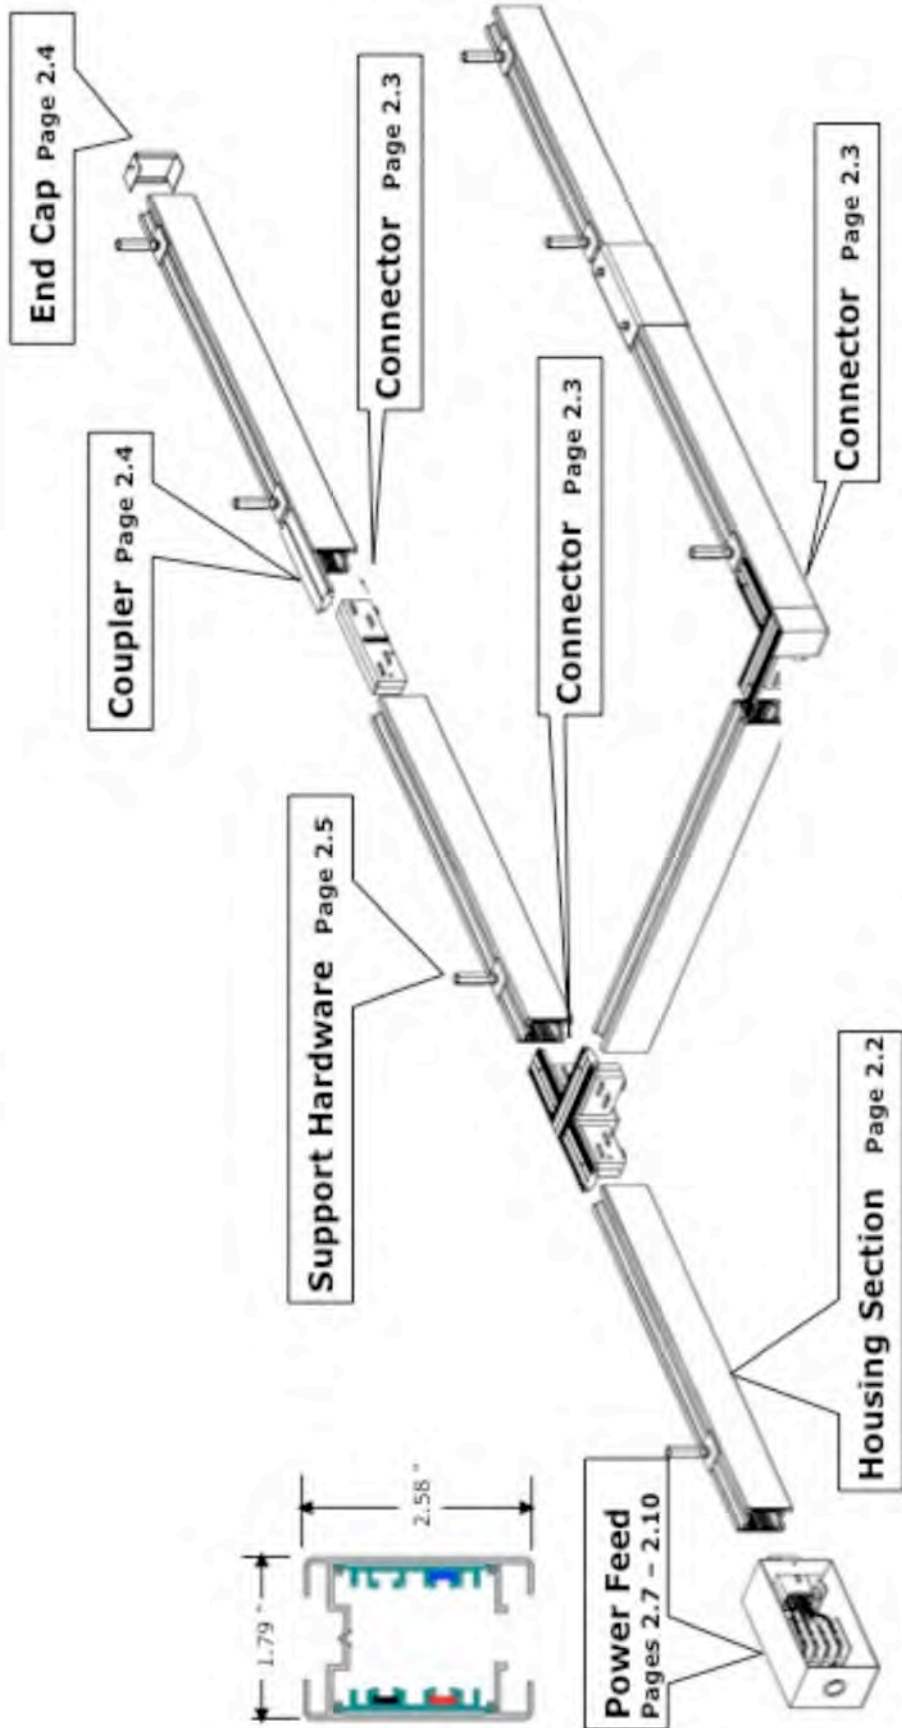 End Cap Page 2.4
Coupler Page 2.4
Connector Page 2.3
Support Hardware Page 2.5
Connector Page 2.3
Connector Page 2.3
1.79 "
2.58 "
Power Feed
Pages 2.7 – 2.10
Housing Section Page 2.2